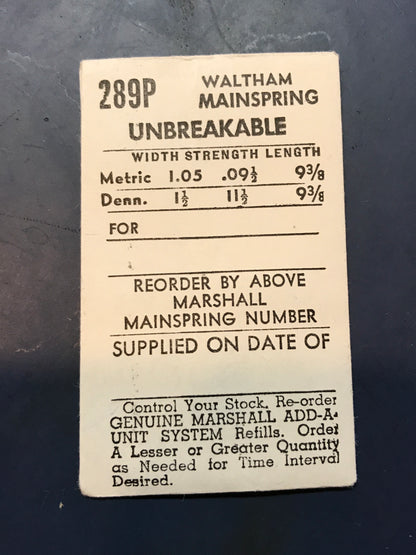 289P WALTHAM
MAINSPRING
UNBREAKABLE
WIDTH STRENGTH LENGTH
Metric 1.05 .09½ 9⅜
Denn. 1½ 11½ 9⅜
FOR
REORDER BY ABOVE
MARSHALL
MAINSPRING NUMBER
SUPPLIED ON DATE OF
Control Your Stock. Re-order
GENUINE MARSHALL ADD-A-
UNIT SYSTEM Refills. Order
A Lesser or Greater Quantity
as Needed for Time Interval
Desired.